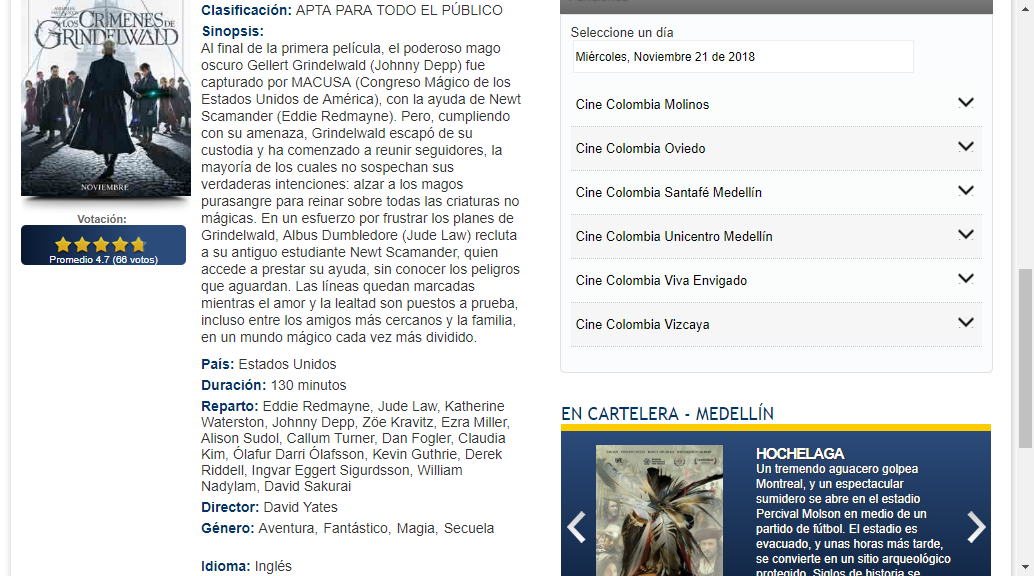 LOS CRÍMENES DE
GRINDELWALD
NOVIEMBRE
Votación:
Promedio 4.7 (66 votos)
Clasificación: APTA PARA TODO EL PÚBLICO
Sinopsis:
Al final de la primera película, el poderoso mago
oscuro Gellert Grindelwald (Johnny Depp) fue
capturado por MACUSA (Congreso Mágico de los
Estados Unidos de América), con la ayuda de Newt
Scamander (Eddie Redmayne). Pero, cumpliendo
con su amenaza, Grindelwald escapó de su
custodia y ha comenzado a reunir seguidores, la
mayoría de los cuales no sospechan sus
verdaderas intenciones: alzar a los magos
purasangre para reinar sobre todas las criaturas no
mágicas. En un esfuerzo por frustrar los planes de
Grindelwald, Albus Dumbledore (Jude Law) recluta
a su antiguo estudiante Newt Scamander, quien
accede a prestar su ayuda, sin conocer los peligros
que aguardan. Las líneas quedan marcadas
mientras el amor y la lealtad son puestos a prueba,
incluso entre los amigos más cercanos y la familia,
en un mundo mágico cada vez más dividido.
País: Estados Unidos
Duración: 130 minutos
Reparto: Eddie Redmayne, Jude Law, Katherine
Waterston, Johnny Depp, Zöe Kravitz, Ezra Miller,
Alison Sudol, Callum Turner, Dan Fogler, Claudia
Kim, Ólafur Darri Ólafsson, Kevin Guthrie, Derek
Riddell, Ingvar Eggert Sigurdsson, William
Nadylam, David Sakurai
Director: David Yates
Género: Aventura, Fantástico, Magia, Secuela
Idioma: Inglés
Seleccione un día
Miércoles, Noviembre 21 de 2018
Cine Colombia Molinos
Cine Colombia Oviedo
Cine Colombia Santafé Medellín
Cine Colombia Unicentro Medellín
Cine Colombia Viva Envigado
Cine Colombia Vizcaya
EN CARTELERA - MEDELLÍN
HOCHELAGA
Un tremendo aguacero golpea
Montreal, y un espectacular
sumidero se abre en el estadio
Percival Molson en medio de un
partido de fútbol. El estadio es
evacuado, y unas horas más tarde,
se convierte en un sitio arqueológico
protegido. Siglos de historia se